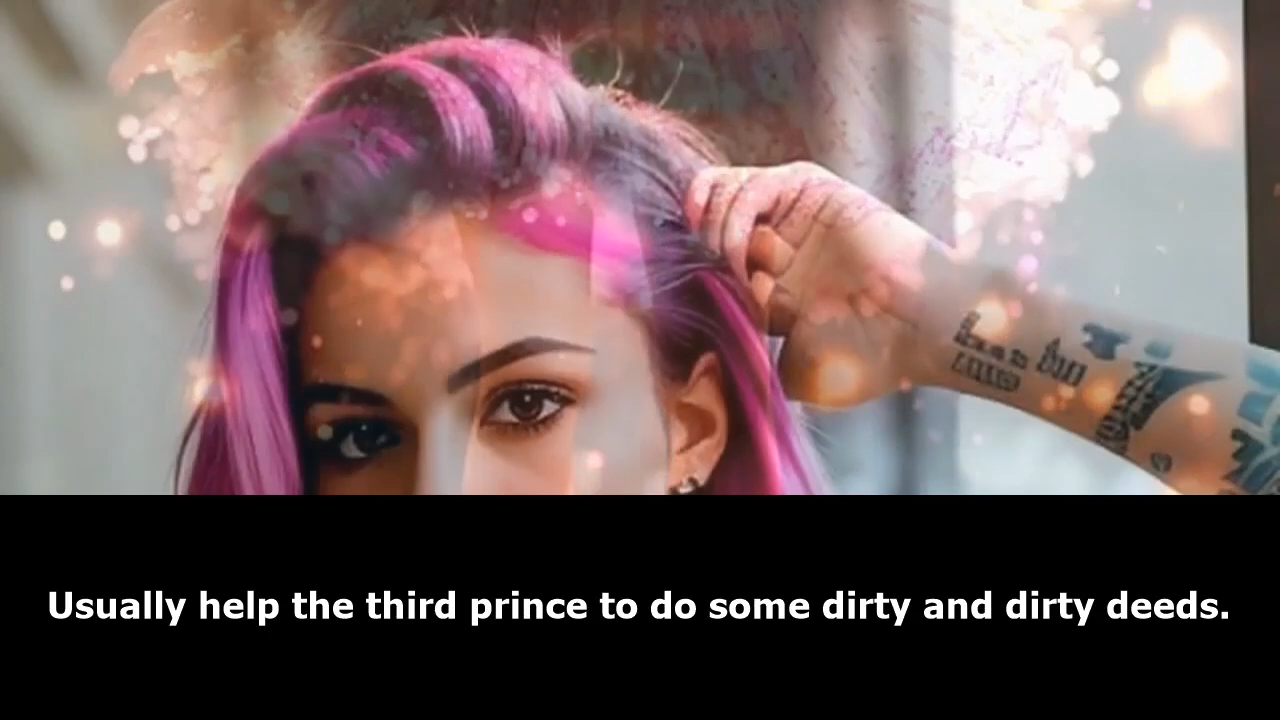 Usually help the third prince to do some dirty and dirty deeds.